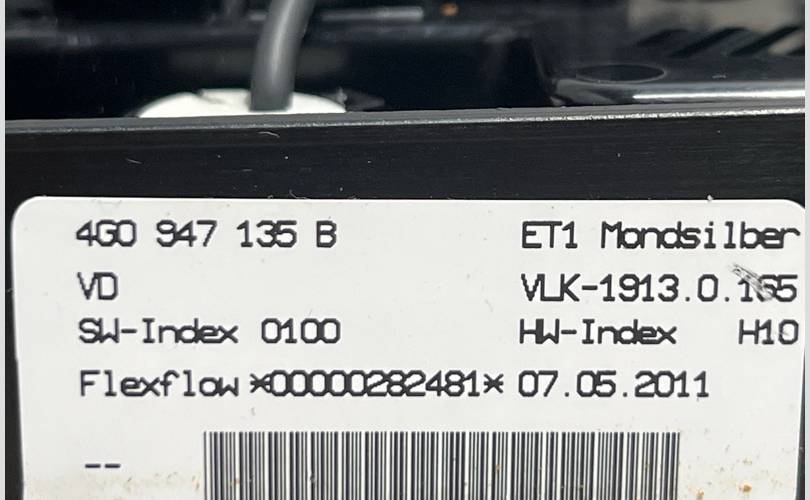 4G0 947 135 B ET1 Mondsilber
VD VLK-1913.0.165
SW-Index 0100 HW-Index H10
Flexflow *00000282481* 07.05.2011
--